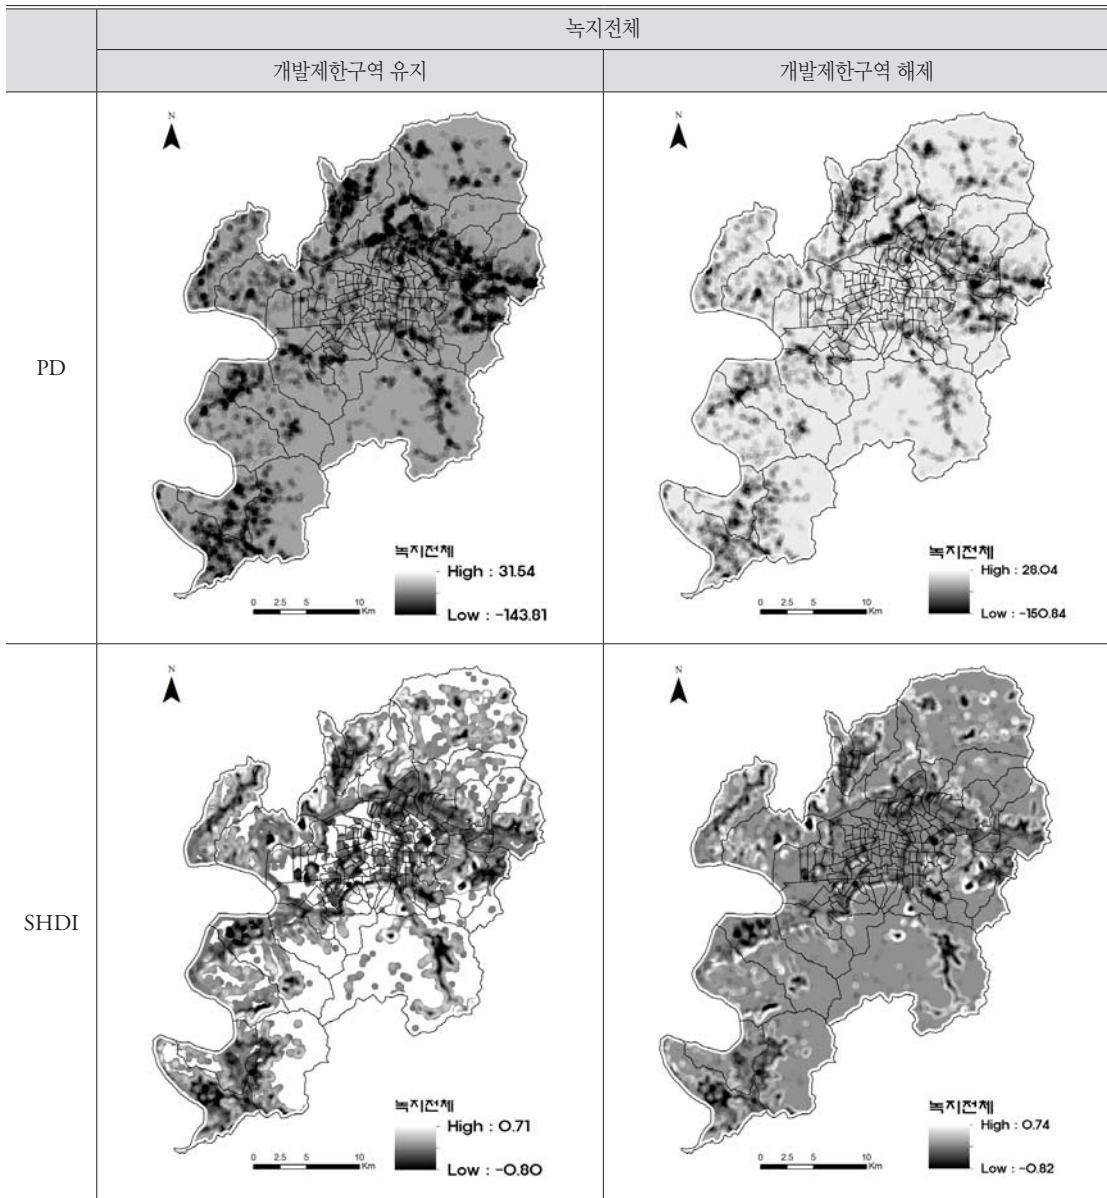 녹지전체
개발제한구역 유지 개발제한구역 해제
PD
N
녹지전체
High : 31.54
Low : -143.81
0 2.5 5 10
Km
N
녹지전체
High : 28.04
Low : -150.84
0 2.5 5 10
Km
SHDI
N
녹지전체
High : 0.71
Low : -0.80
0 2.5 5 10
Km
N
녹지전체
High : 0.74
Low : -0.82
0 2.5 5 10
Km